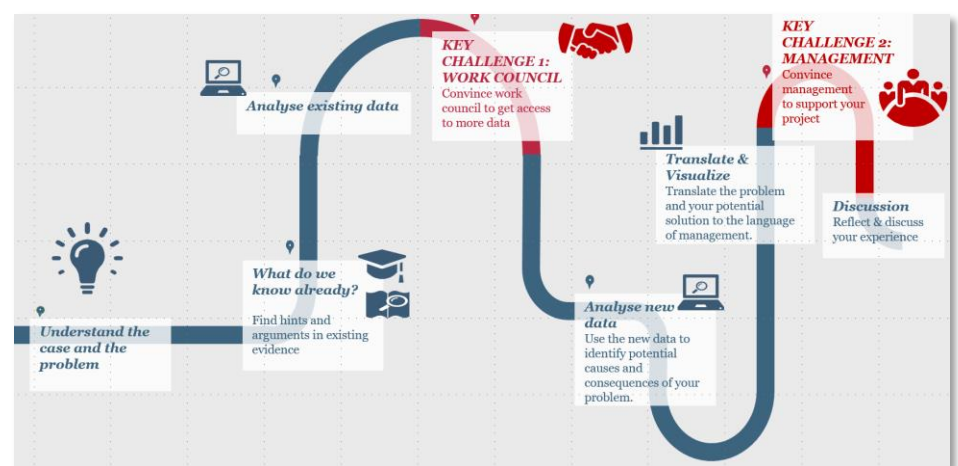 Understand the
case and the
problem
What do we
know already?
Find hints and
arguments in existing
evidence
Analyse existing data
KEY
CHALLENGE 1:
WORK COUNCIL
Convince work
council to get access
to more data
Analyse new
data
Use the new data to
identify potential
causes and
consequences of your
problem.
Translate &
Visualize
Translate the problem
and your potential
solution to the language
of management.
KEY
CHALLENGE 2:
MANAGEMENT
Convince
management
to support your
project
Discussion
Reflect & discuss
your experience